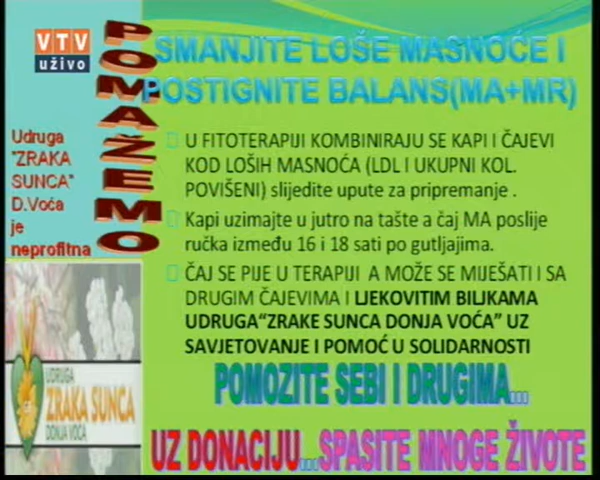 VTV
uživo
POMAŽEMO
SMANJITE LOŠE MASNOĆE I
POSTIGNITE BALANS(MA+MR)
Udruga
"ZRAKA
SUNCA"
D.Voća
je
neprofitna
U FITOTERAPIJI KOMBINIRAJU SE KAPI I ČAJEVI
KOD LOŠIH MASNOĆA (LDL I UKUPNI KOL.
POVIŠENI) slijedite upute za pripremanje .
Kapi uzimajte u jutro na tašte a čaj MA poslije
ručka između 16 i 18 sati po gutljajima.
ČAJ SE PIJE U TERAPIJI A MOŽE SE MIJEŠATI I SA
DRUGIM ČAJEVIMA I LJEKOVITIM BILJKAMA
UDRUGA“ZRAKE SUNCA DONJA VOĆA” UZ
SAVJETOVANJE I POMOĆ U SOLIDARNOSTI
UDRUGA
ZRAKA SUNCA
DONJA VOĆA
POMOZITE SEBI I DRUGIMA...
UZ DONACIJU...SPASITE MNOGE ŽIVOTE